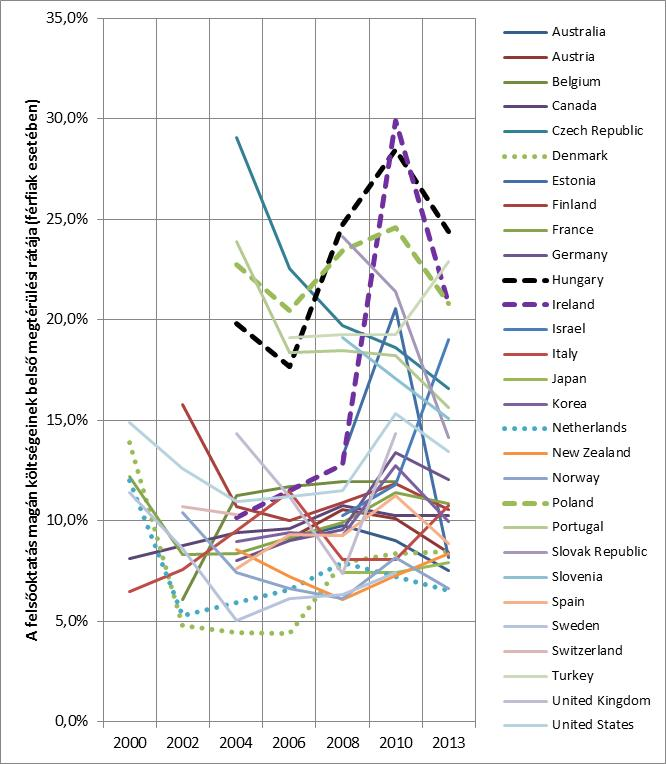 35,0%
30,0%
25,0%
20,0%
15,0%
10,0%
5,0%
0,0%
A felsőoktatás magán költségeinek belső megtérülési rátája (férfiak esetében)
2000 2002 2004 2006 2008 2010 2013
Australia
Austria
Belgium
Canada
Czech Republic
Denmark
Estonia
Finland
France
Germany
Hungary
Ireland
Israel
Italy
Japan
Korea
Netherlands
New Zealand
Norway
Poland
Portugal
Slovak Republic
Slovenia
Spain
Sweden
Switzerland
Turkey
United Kingdom
United States